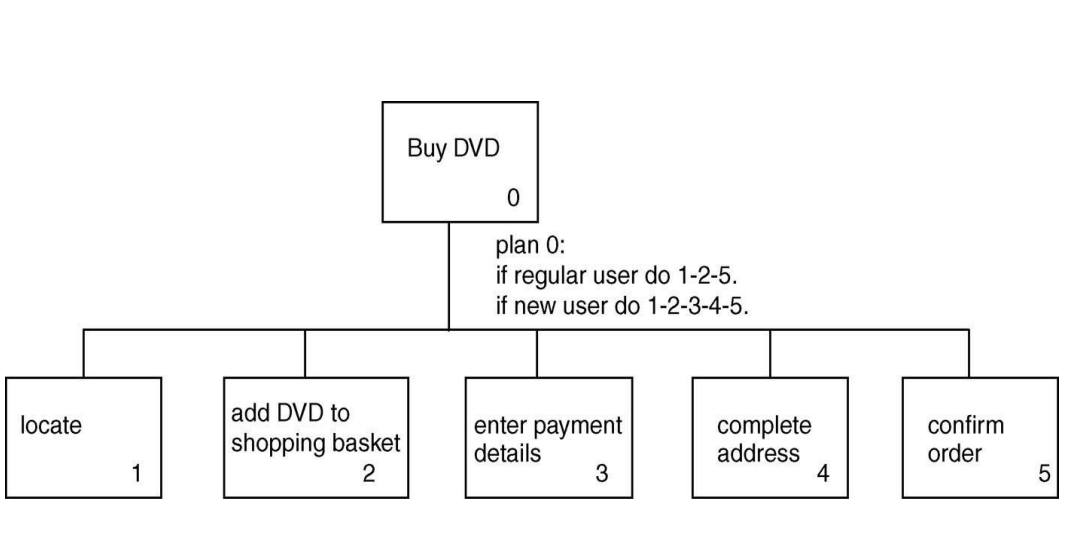 Buy DVD
0
plan 0:
if regular user do 1-2-5.
if new user do 1-2-3-4-5.
locate
1
add DVD to
shopping basket
2
enter payment
details
3
complete
address
4
confirm
order
5